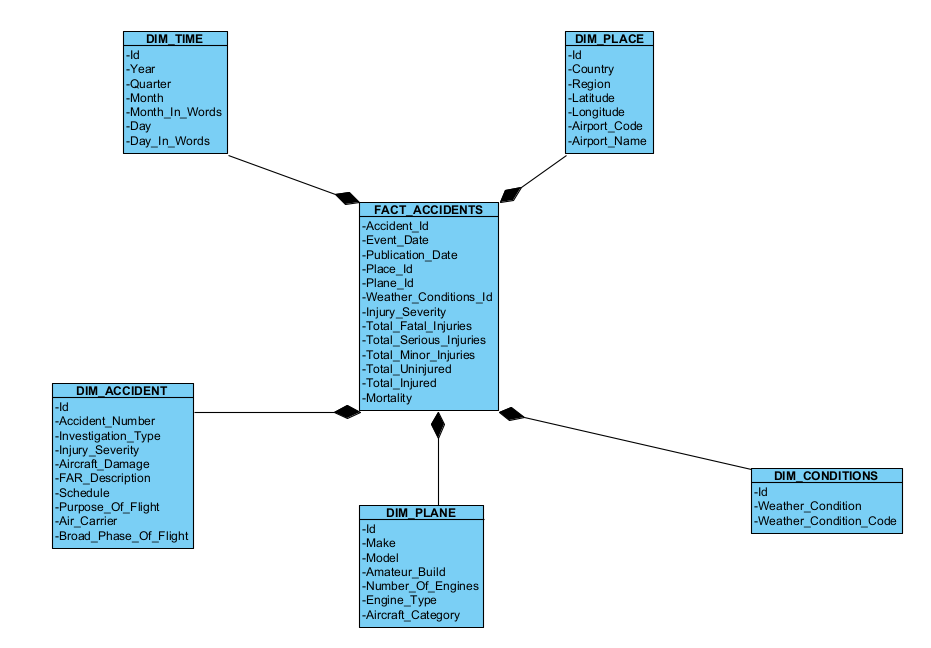 DIM_TIME
-Id
-Year
-Quarter
-Month
-Month_In_Words
-Day
-Day_In_Words
DIM_PLACE
-Id
-Country
-Region
-Latitude
-Longitude
-Airport_Code
-Airport_Name
FACT_ACCIDENTS
-Accident_Id
-Event_Date
-Publication_Date
-Place_Id
-Plane_Id
-Weather_Conditions_Id
-Injury_Severity
-Total_Fatal_Injuries
-Total_Serious_Injuries
-Total_Minor_Injuries
-Total_Uninjured
-Total_Injured
-Mortality
DIM_ACCIDENT
-Id
-Accident_Number
-Investigation_Type
-Injury_Severity
-Aircraft_Damage
-FAR_Description
-Schedule
-Purpose_Of_Flight
-Air_Carrier
-Broad_Phase_Of_Flight
DIM_PLANE
-Id
-Make
-Model
-Amateur_Build
-Number_Of_Engines
-Engine_Type
-Aircraft_Category
DIM_CONDITIONS
-Id
-Weather_Condition
-Weather_Condition_Code